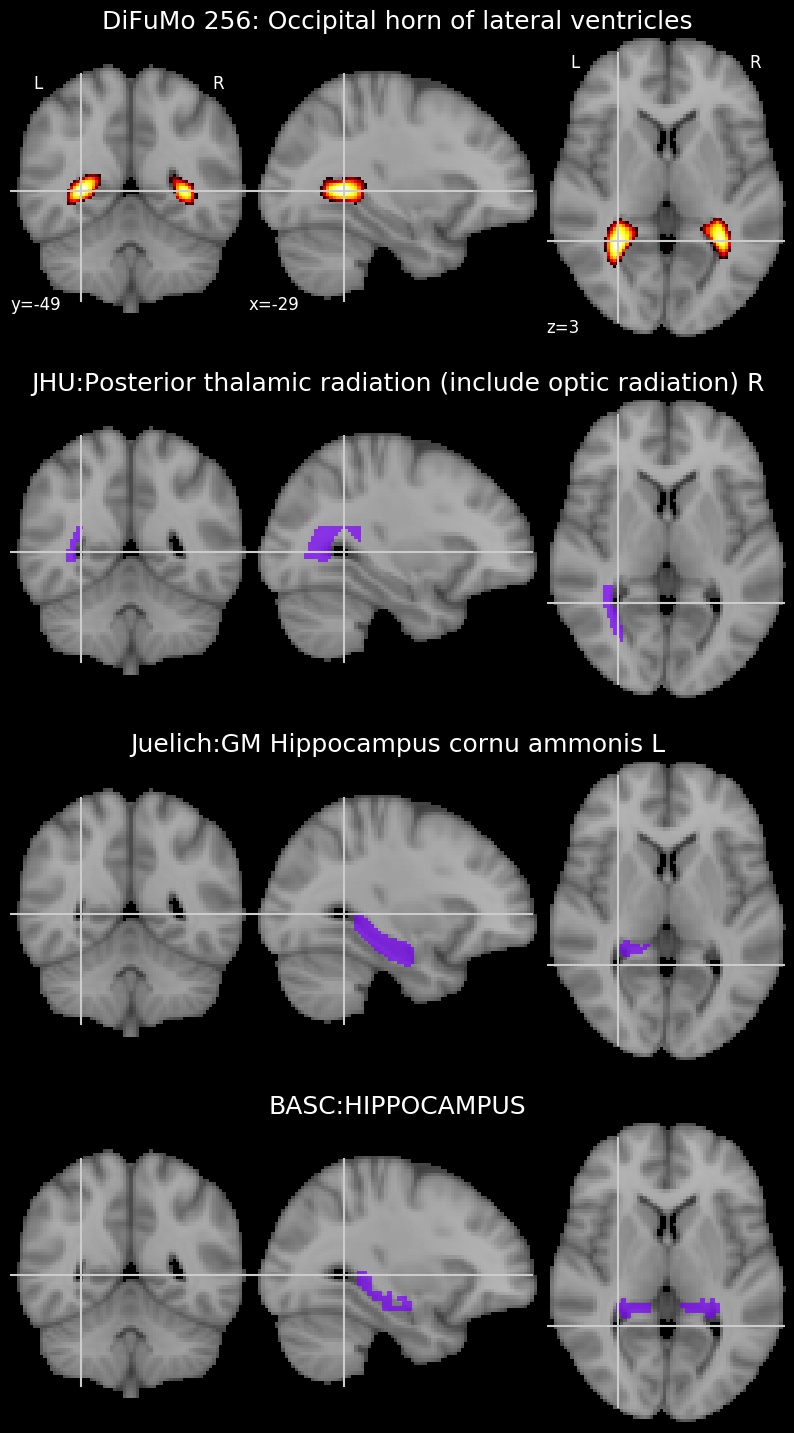 DiFuMo 256: Occipital horn of lateral ventricles
L R L R
y=-49 x=-29 z=3
JHU:Posterior thalamic radiation (include optic radiation) R
Juelich:GM Hippocampus cornu ammonis L
BASC:HIPPOCAMPUS